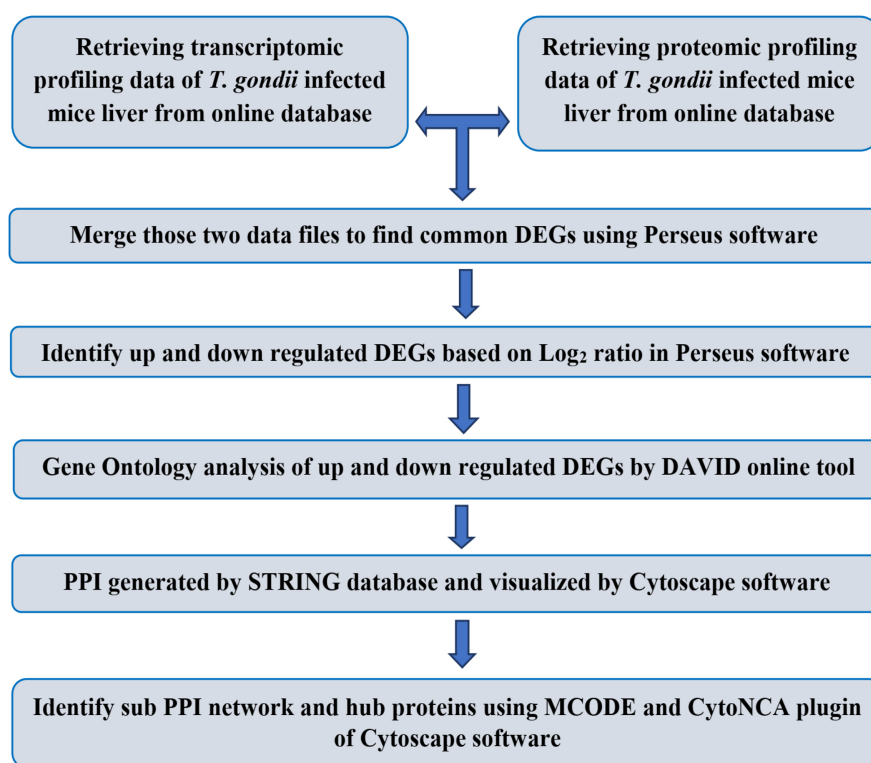 Retrieving transcriptomic
profiling data of T. gondii infected
mice liver from online database
Retrieving proteomic profiling
data of T. gondii infected mice
liver from online database
Merge those two data files to find common DEGs using Perseus software
Identify up and down regulated DEGs based on Log₂ ratio in Perseus software
Gene Ontology analysis of up and down regulated DEGs by DAVID online tool
PPI generated by STRING database and visualized by Cytoscape software
Identify sub PPI network and hub proteins using MCODE and CytoNCA plugin
of Cytoscape software